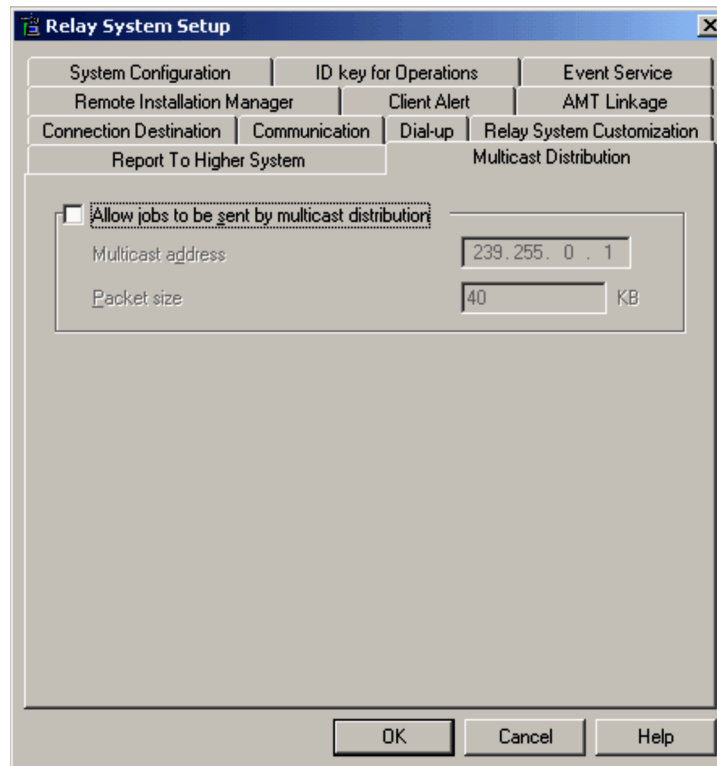 Relay System Setup
System Configuration ID key for Operations Event Service
Remote Installation Manager Client Alert AMT Linkage
Connection Destination Communication Dial-up Relay System Customization
Report To Higher System Multicast Distribution
Allow jobs to be sent by multicast distribution
Multicast address 239.255. 0 . 1
Packet size 40 KB
OK Cancel Help